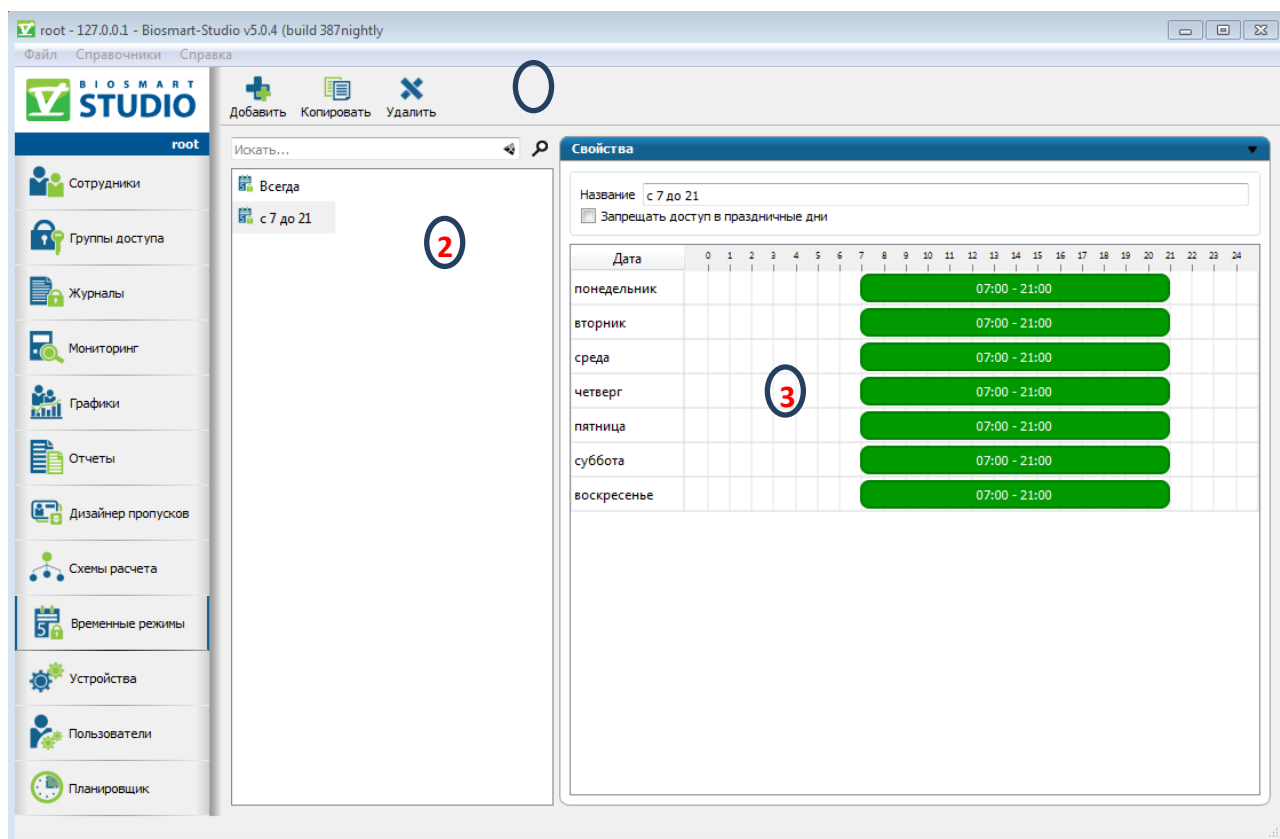 root - 127.0.0.1 - Biosmart-Studio v5.0.4 (build 387nightly
Файл Справочники Справка
BIOSMART
STUDIO
root
Добавить Копировать Удалить
Искать...
Сотрудники
Группы доступа
Журналы
Мониторинг
Графики
Отчеты
Дизайнер пропусков
Схемы расчета
Временные режимы
Устройства
Пользователи
Планировщик
Всегда
с 7 до 21
2
Свойства
Название с 7 до 21
Запрещать доступ в праздничные дни
Дата 0 1 2 3 4 5 6 7 8 9 10 11 12 13 14 15 16 17 18 19 20 21 22 23 24
понедельник 07:00 - 21:00
вторник 07:00 - 21:00
среда 07:00 - 21:00
четверг 3 07:00 - 21:00
пятница 07:00 - 21:00
суббота 07:00 - 21:00
воскресенье 07:00 - 21:00